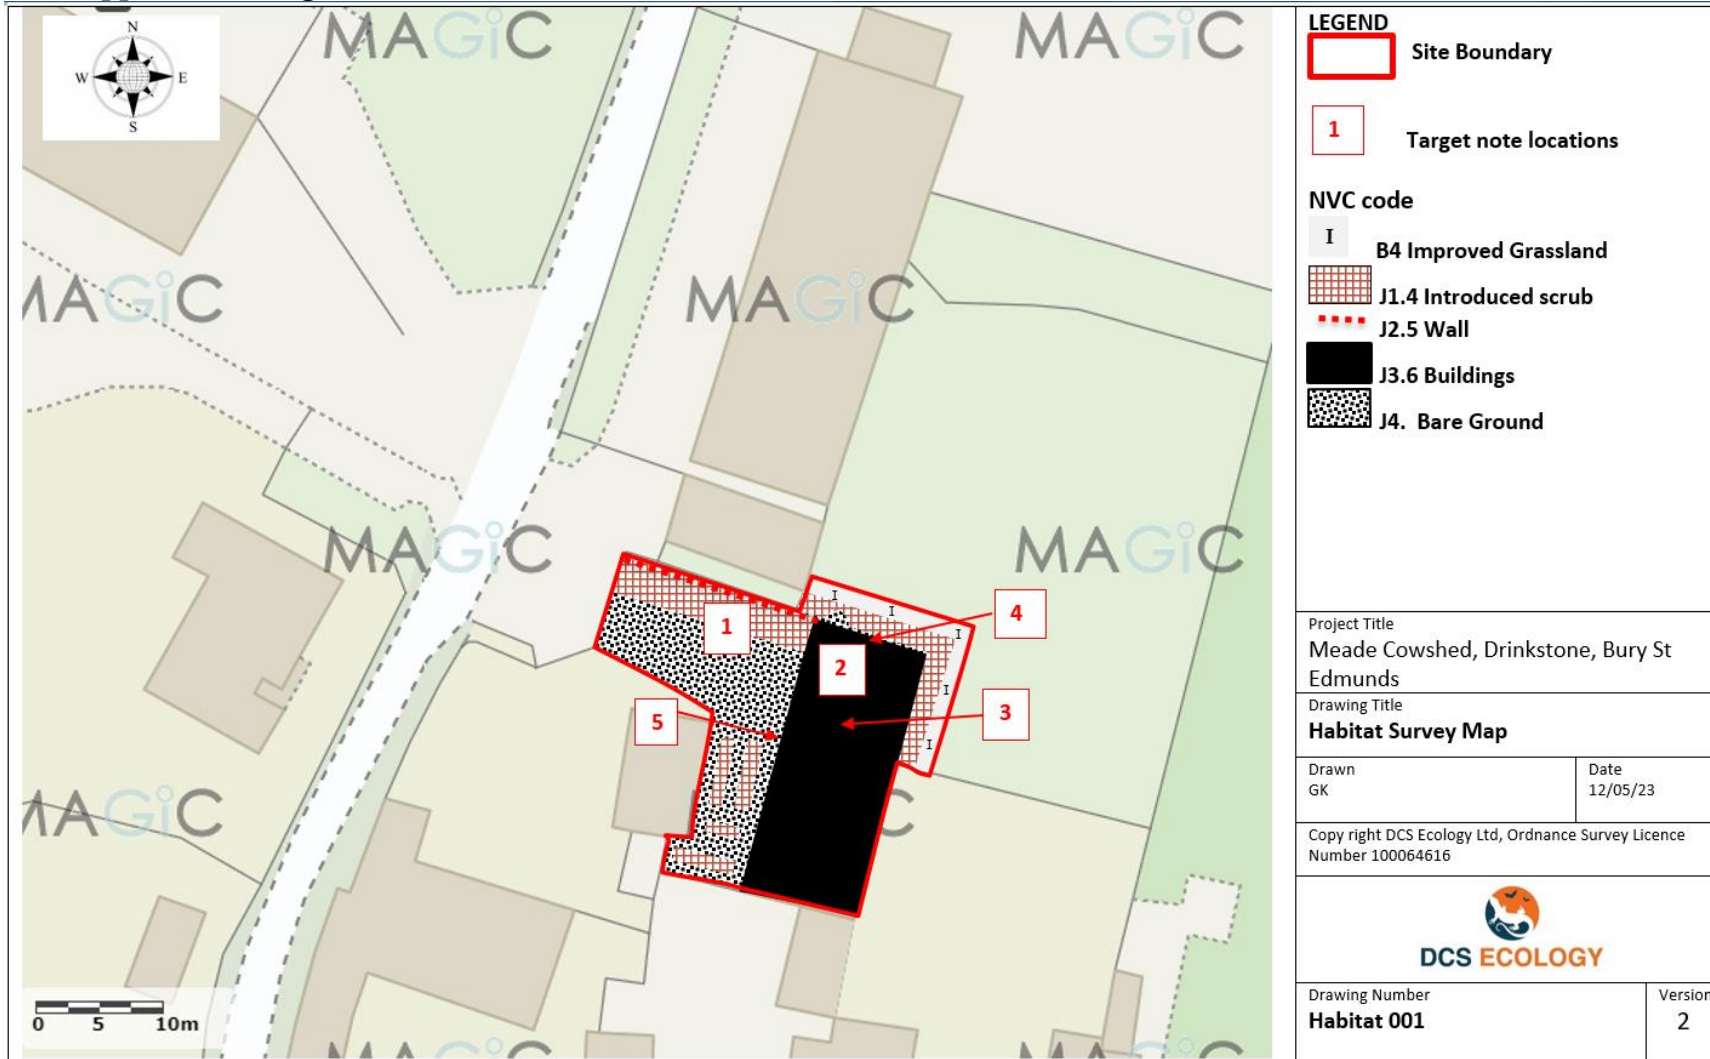 N
W E
S
MAGiC
MAGiC
MAGiC
MAGiC
MAGiC
MAGiC
MAGiC
1
2
3
4
5
I
I
I
I
I
0 5 10m
LEGEND
Site Boundary
1
Target note locations
NVC code
I
B4 Improved Grassland
J1.4 Introduced scrub
J2.5 Wall
J3.6 Buildings
J4. Bare Ground
Project Title
Meade Cowshed, Drinkstone, Bury St
Edmunds
Drawing Title
Habitat Survey Map
Drawn
GK
Date
12/05/23
Copy right DCS Ecology Ltd, Ordnance Survey Licence
Number 100064616
DCS ECOLOGY
Drawing Number
Habitat 001
Version
2